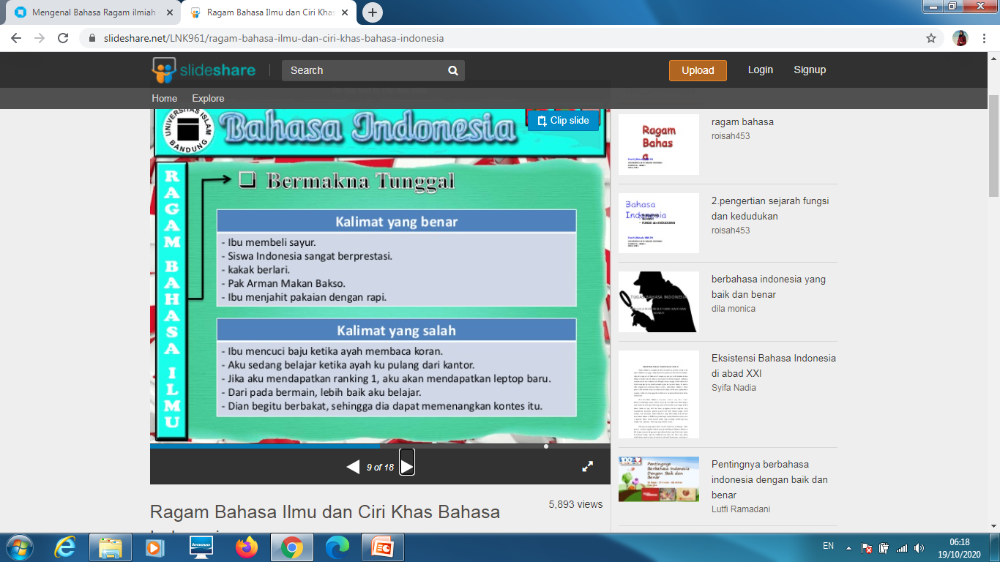 Mengenal Bahasa Ragam ilmiah
Ragam Bahasa Ilmu dan Ciri Khas
slideshare.net/LNK961/ragam-bahasa-ilmu-dan-ciri-khas-bahasa-indonesia
slideshare
Search
Upload
Login
Signup
Home
Explore
UNIVERSITAS ISLAM
BANDUNG
Bahasa Indonesia
Clip slide
RAGAM BAHASA ILMU
Bermakna Tunggal
Kalimat yang benar
- Ibu membeli sayur.
- Siswa Indonesia sangat berprestasi.
- kakak berlari.
- Pak Arman Makan Bakso.
- Ibu menjahit pakaian dengan rapi.
Kalimat yang salah
- Ibu mencuci baju ketika ayah membaca koran.
- Aku sedang belajar ketika ayah ku pulang dari kantor.
- Jika aku mendapatkan ranking 1, aku akan mendapatkan leptop baru.
- Dari pada bermain, lebih baik aku belajar.
- Dian begitu berbakat, sehingga dia dapat memenangkan kontes itu.
9 of 18
Ragam Bahasa Ilmu dan Ciri Khas Bahasa
5,893 views
Ragam
Bahas
a
ragam bahasa
roisah453
Bahasa
Indonesia
2.pengertian sejarah fungsi
dan kedudukan
roisah453
TUGAS BAHASA INDONESIA
berbahasa indonesia yang
baik dan benar
dila monica
Eksistensi Bahasa Indonesia
di abad XXI
Syifa Nadia
Pentingnya
Berbahasa Indonesia
Dengan Baik dan
Benar
Pentingnya berbahasa
indonesia dengan baik dan
benar
Lutfi Ramadani
lenovo
EN
06:18
19/10/2020